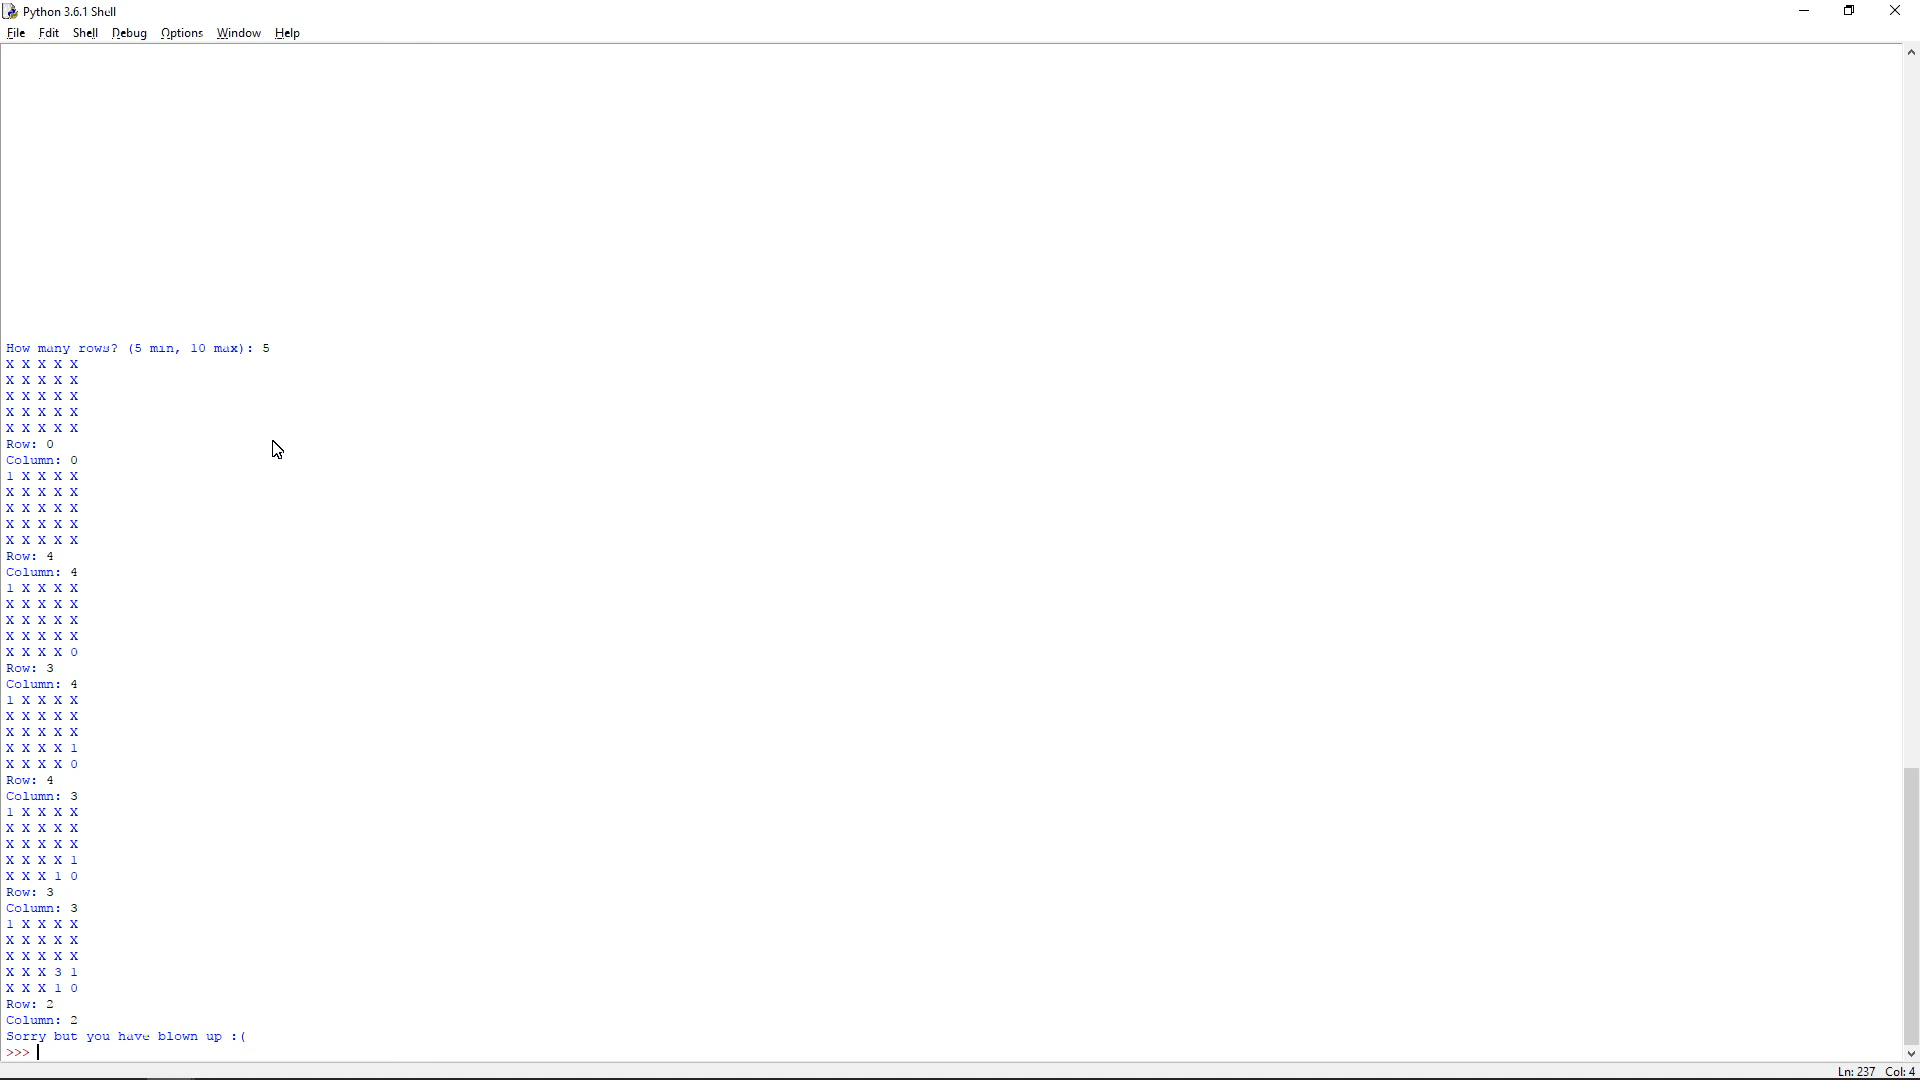 Python 3.6.1 Shell
File Edit Shell Debug Options Window Help
How many rows? (5 min, 10 max): 5
X X X X X
X X X X X
X X X X X
X X X X X
X X X X X
Row: 0
Column: 0
1 X X X X
X X X X X
X X X X X
X X X X X
X X X X X
Row: 4
Column: 4
1 X X X X
X X X X X
X X X X X
X X X X X
X X X X 0
Row: 3
Column: 4
1 X X X X
X X X X X
X X X X X
X X X X 1
X X X X 0
Row: 4
Column: 3
1 X X X X
X X X X X
X X X X X
X X X X 1
X X X 1 0
Row: 3
Column: 3
1 X X X X
X X X X X
X X X X X
X X X 3 1
X X X 1 0
Row: 2
Column: 2
Sorry but you have blown up :(
>>>
Ln: 237 Col: 4